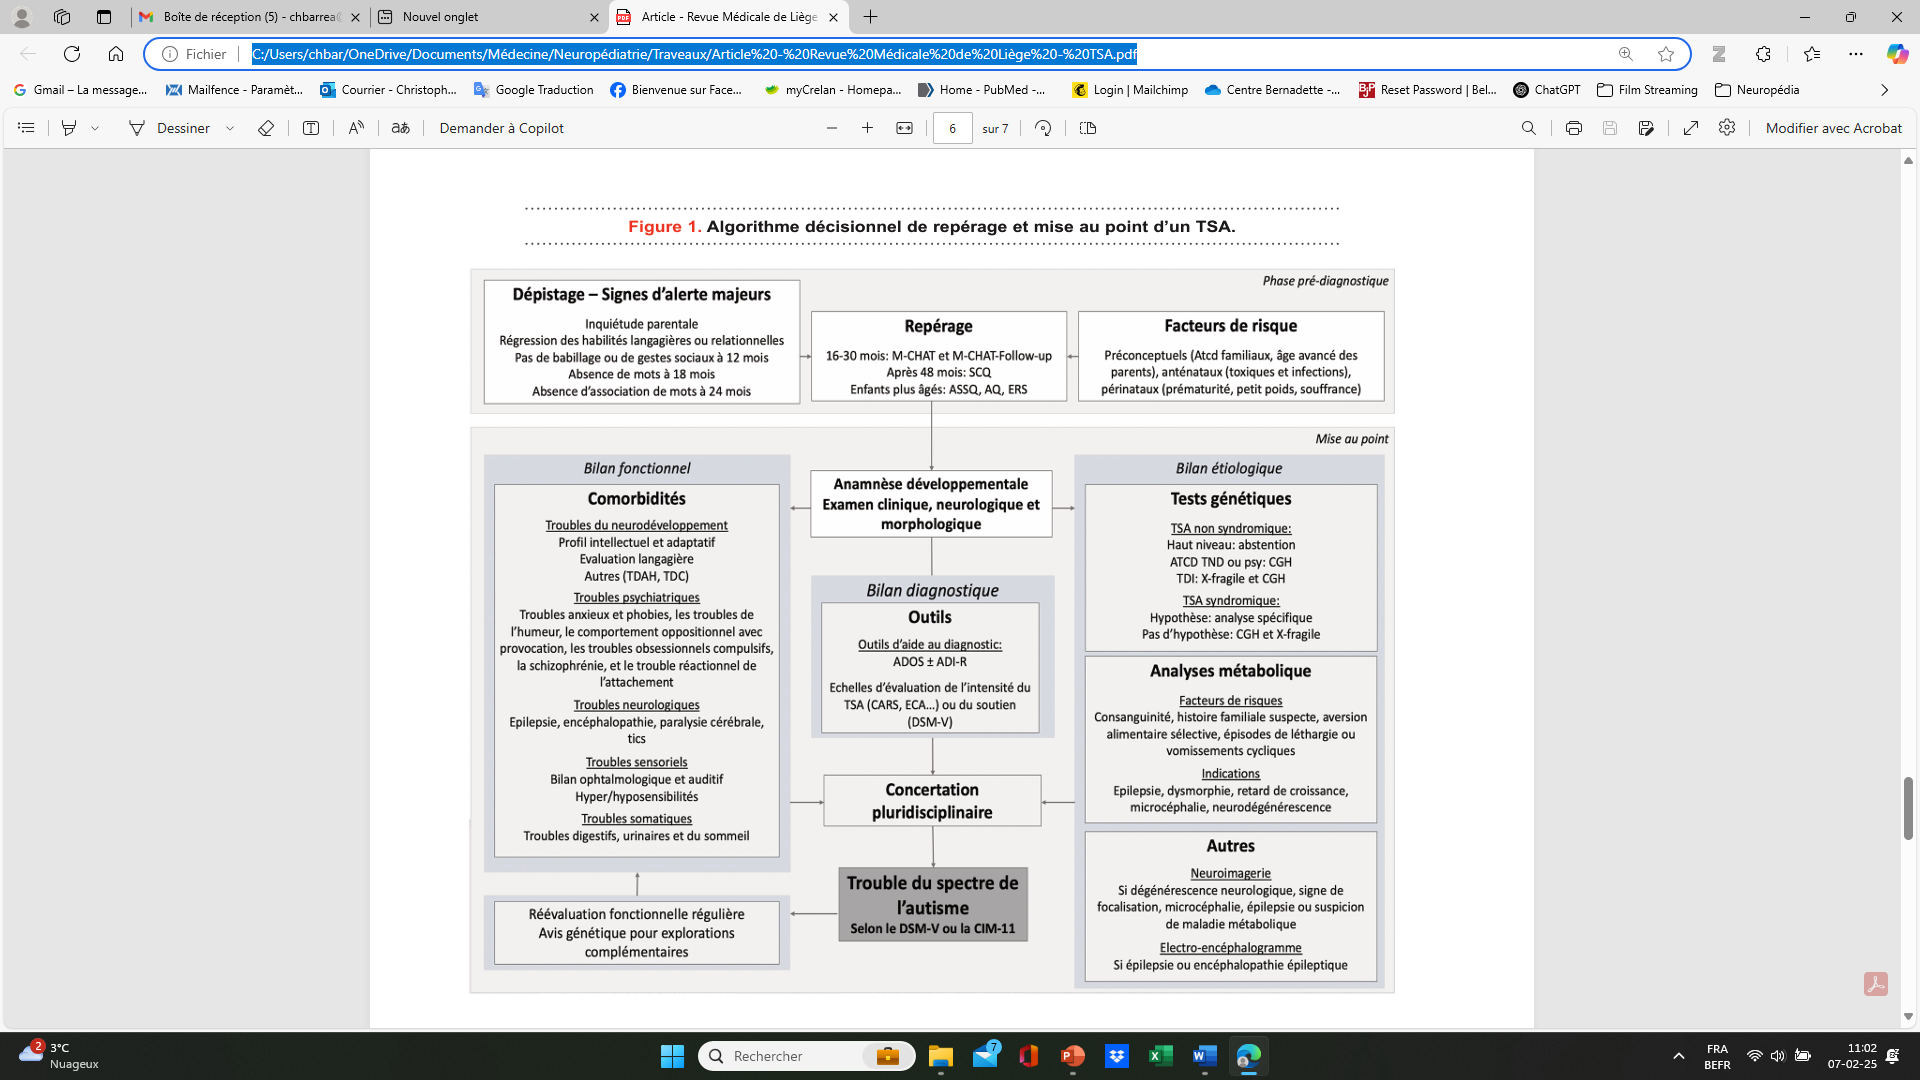 Boîte de réception (5) - chbarrea@
Nouvel onglet
Article - Revue Médicale de Liège
Fichier
C:/Users/chbar/OneDrive/Documents/Médecine/Neuropédiatrie/Traveaux/Article%20-%20Revue%20Médicale%20de%20Liège%20-%20TSA.pdf
Gmail – La message...
Mailfence - Paramèt...
Courrier - Christoph...
Google Traduction
Bienvenue sur Face...
myCrelan - Homepa...
Home - PubMed -...
Login | Mailchimp
Centre Bernadette -...
Reset Password | Bel...
ChatGPT
Film Streaming
Neuropédia
Dessiner
Demander à Copilot
6
sur 7
Modifier avec Acrobat
Figure 1. Algorithme décisionnel de repérage et mise au point d'un TSA.
Phase pré-diagnostique
Dépistage – Signes d'alerte majeurs
Inquiétude parentale
Régression des habilités langagières ou relationnelles
Pas de babillage ou de gestes sociaux à 12 mois
Absence de mots à 18 mois
Absence d'association de mots à 24 mois
Repérage
16-30 mois: M-CHAT et M-CHAT-Follow-up
Après 48 mois: SCQ
Enfants plus âgés: ASSQ, AQ, ERS
Facteurs de risque
Préconceptuels (Atcd familiaux, âge avancé des
parents), anténataux (toxiques et infections),
périnataux (prématurité, petit poids, souffrance)
Mise au point
Bilan fonctionnel
Comorbidités
Troubles du neurodéveloppement
Profil intellectuel et adaptatif
Evaluation langagière
Autres (TDAH, TDC)
Troubles psychiatriques
Troubles anxieux et phobies, les troubles de
l'humeur, le comportement oppositionnel avec
provocation, les troubles obsessionnels compulsifs,
la schizophrénie, et le trouble réactionnel de
l'attachement
Troubles neurologiques
Epilepsie, encéphalopathie, paralysie cérébrale,
tics
Troubles sensoriels
Bilan ophtalmologique et auditif
Hyper/hyposensibilités
Troubles somatiques
Troubles digestifs, urinaires et du sommeil
Réévaluation fonctionnelle régulière
Avis génétique pour explorations
complémentaires
Anamnèse développementale
Examen clinique, neurologique et
morphologique
Bilan diagnostique
Outils
Outils d'aide au diagnostic:
ADOS ± ADI-R
Echelles d'évaluation de l'intensité du
TSA (CARS, ECA...) ou du soutien
(DSM-V)
Concertation
pluridisciplinaire
Trouble du spectre de
l'autisme
Selon le DSM-V ou la CIM-11
Bilan étiologique
Tests génétiques
TSA non syndromique:
Haut niveau: abstention
ATCD TND ou psy: CGH
TDI: X-fragile et CGH
TSA syndromique:
Hypothèse: analyse spécifique
Pas d'hypothèse: CGH et X-fragile
Analyses métabolique
Facteurs de risques
Consanguinité, histoire familiale suspecte, aversion
alimentaire sélective, épisodes de léthargie ou
vomissements cycliques
Indications
Epilepsie, dysmorphie, retard de croissance,
microcéphalie, neurodégénérescence
Autres
Neuroimagerie
Si dégénérescence neurologique, signe de
focalisation, microcéphalie, épilepsie ou suspicion
de maladie métabolique
Electro-encéphalogramme
Si épilepsie ou encéphalopathie épileptique
2
3°C
Nuageux
Rechercher
7
FRA
BEFR
11:02
07-02-25